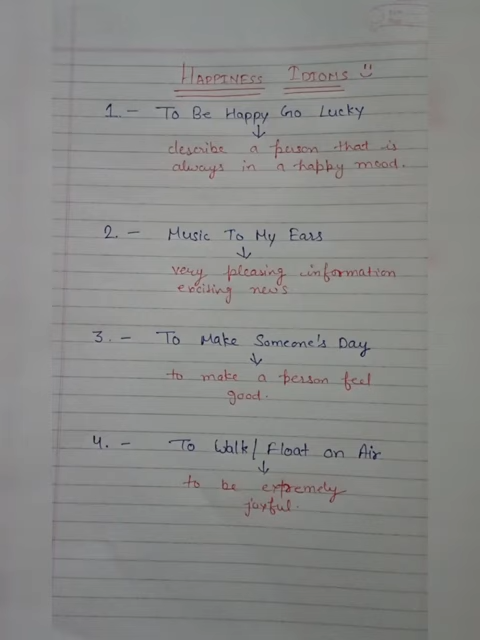 HAPPINESS IDIOMS
1. - To Be Happy Go Lucky
describe a person that is
always in a happy mood.
2. - Music To My Ears
very pleasing information
excising news
3. - To Make Someone's Day
to make a person feel
good.
4. - To Walk/Float on Air
to be extremely
joyful.